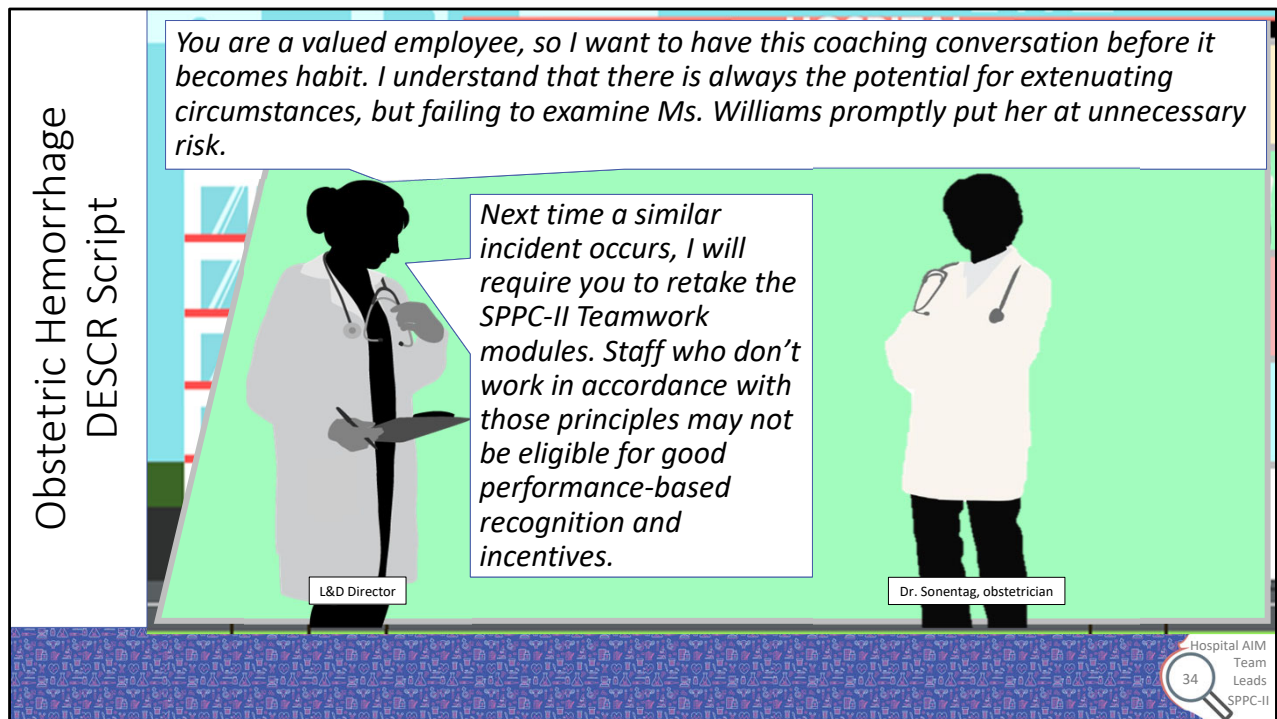 Obstetric Hemorrhage
DESCR Script
You are a valued employee, so I want to have this coaching conversation before it
becomes habit. I understand that there is always the potential for extenuating
circumstances, but failing to examine Ms. Williams promptly put her at unnecessary
risk.
Next time a similar
incident occurs, I will
require you to retake the
SPPC-II Teamwork
modules. Staff who don’t
work in accordance with
those principles may not
be eligible for good
performance-based
recognition and
incentives.
L&D Director
Dr. Sonentag, obstetrician
Hospital AIM
Team
Leads
SPPC-II
34